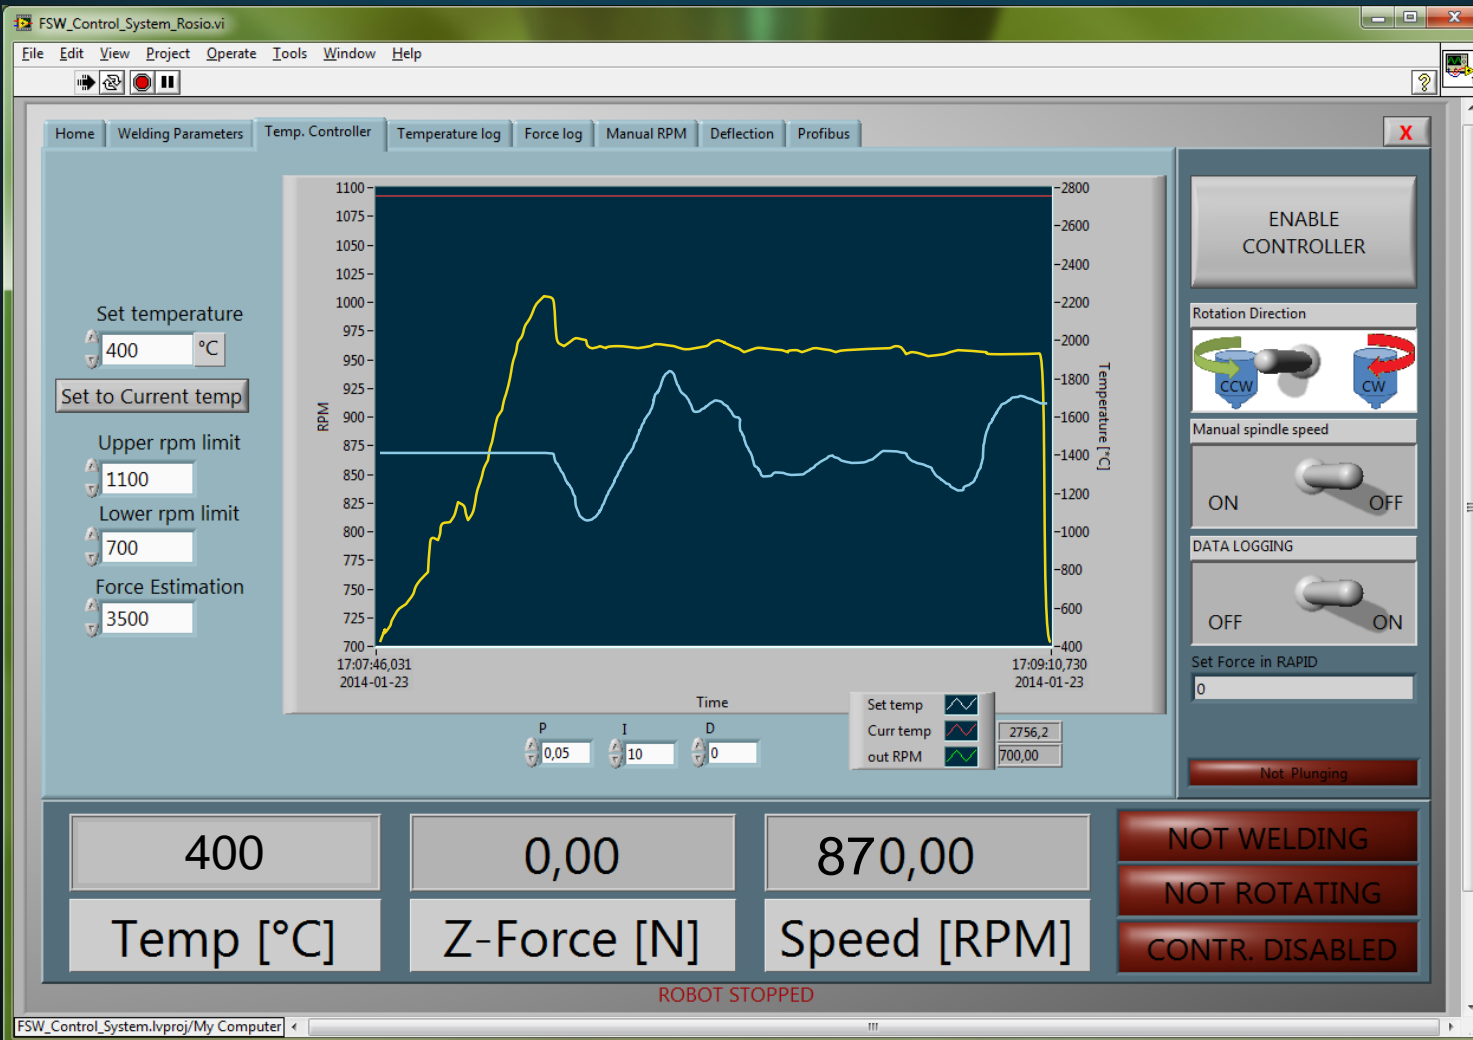 FSW_Control_System_Rosio.vi
File Edit View Project Operate Tools Window Help
?
Home Welding Parameters Temp. Controller Temperature log Force log Manual RPM Deflection Profibus
X
Set temperature
400 °C
Set to Current temp
Upper rpm limit
1100
Lower rpm limit
700
Force Estimation
3500
RPM
1100
1075
1050
1025
1000
975
950
925
900
875
850
825
800
775
750
725
700
2800
2600
2400
2200
2000
1800
1600
1400
1200
1000
800
600
400
Temperature [°C]
17:07:46,031
2014-01-23
17:09:10,730
2014-01-23
Time
P I D
0,05 10 0
Set temp
Curr temp 2756,2
out RPM 700,00
ENABLE
CONTROLLER
Rotation Direction
CCW CW
Manual spindle speed
ON OFF
DATA LOGGING
OFF ON
Set Force in RAPID
0
Not Plunging
400 0,00 870,00
Temp [°C] Z-Force [N] Speed [RPM]
NOT WELDING
NOT ROTATING
CONTR. DISABLED
ROBOT STOPPED
FSW_Control_System.lvproj/My Computer